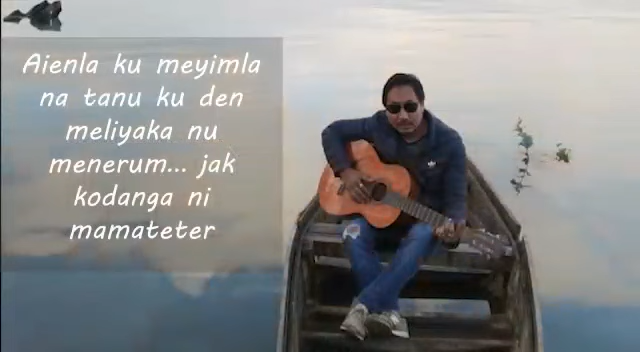 Aienla ku meyimla
na tanu ku den
meliyaka nu
menerum... jak
kodanga ni
mamateter